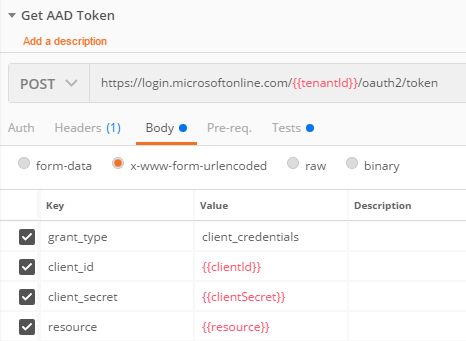 Get AAD Token
Add a description
POST https://login.microsoftonline.com/{{tenantId}}/oauth2/token
Auth Headers (1) Body Pre-req. Tests
form-data x-www-form-urlencoded raw binary
Key Value Description
grant_type client_credentials
client_id {{clientId}}
client_secret {{clientSecret}}
resource {{resource}}